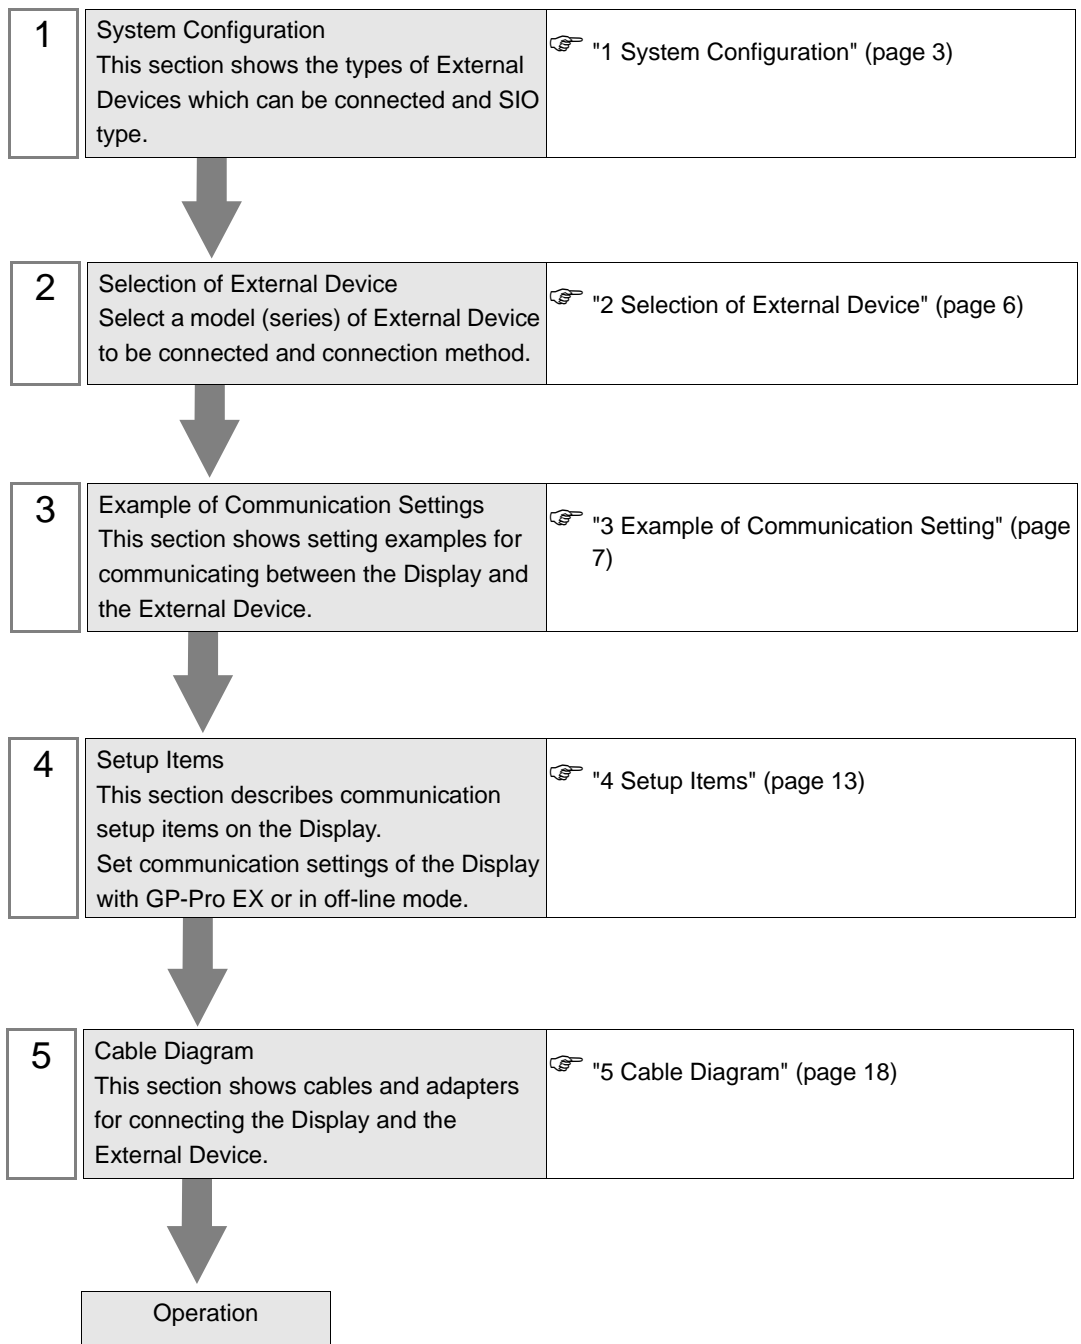 1
System Configuration
This section shows the types of External
Devices which can be connected and SIO
type.
"1 System Configuration" (page 3)
2
Selection of External Device
Select a model (series) of External Device
to be connected and connection method.
"2 Selection of External Device" (page 6)
3
Example of Communication Settings
This section shows setting examples for
communicating between the Display and
the External Device.
"3 Example of Communication Setting" (page
7)
4
Setup Items
This section describes communication
setup items on the Display.
Set communication settings of the Display
with GP-Pro EX or in off-line mode.
"4 Setup Items" (page 13)
5
Cable Diagram
This section shows cables and adapters
for connecting the Display and the
External Device.
"5 Cable Diagram" (page 18)
Operation